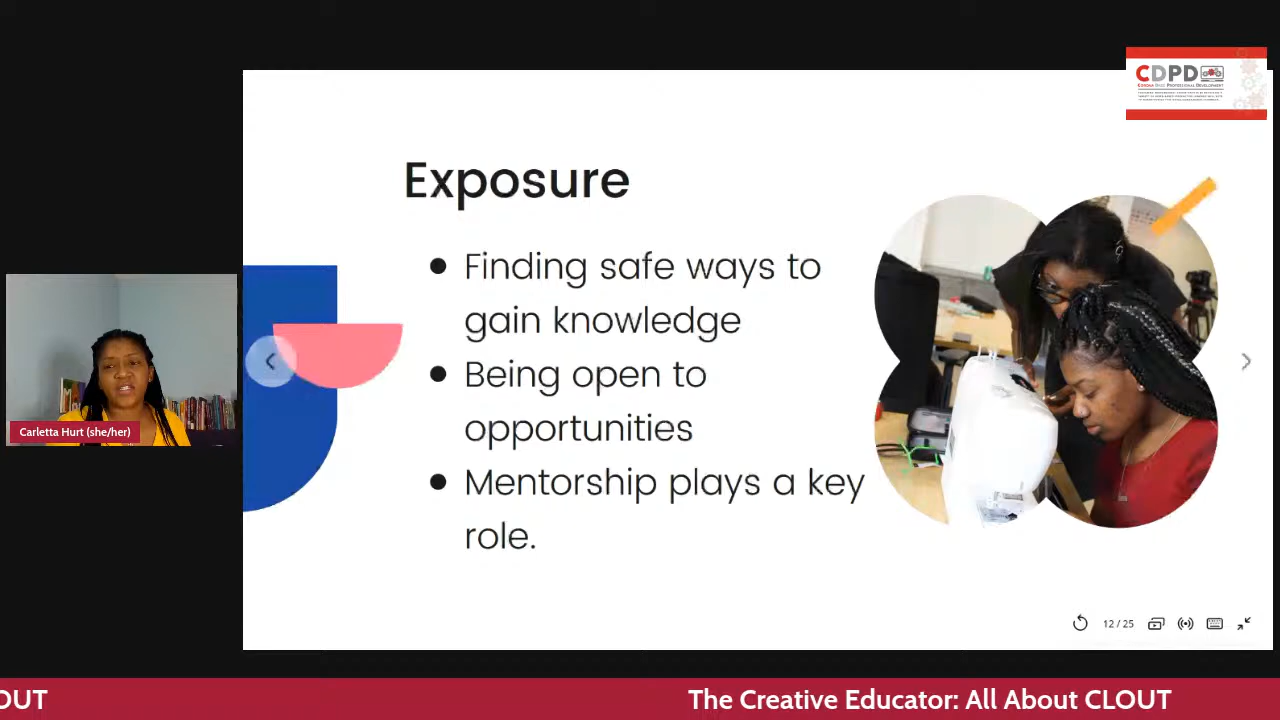 CDPD
Exposure
● Finding safe ways to
gain knowledge
● Being open to
opportunities
● Mentorship plays a key
role.
Carletta Hurt (she/her)
12 / 25
OUT
The Creative Educator: All About CLOUT